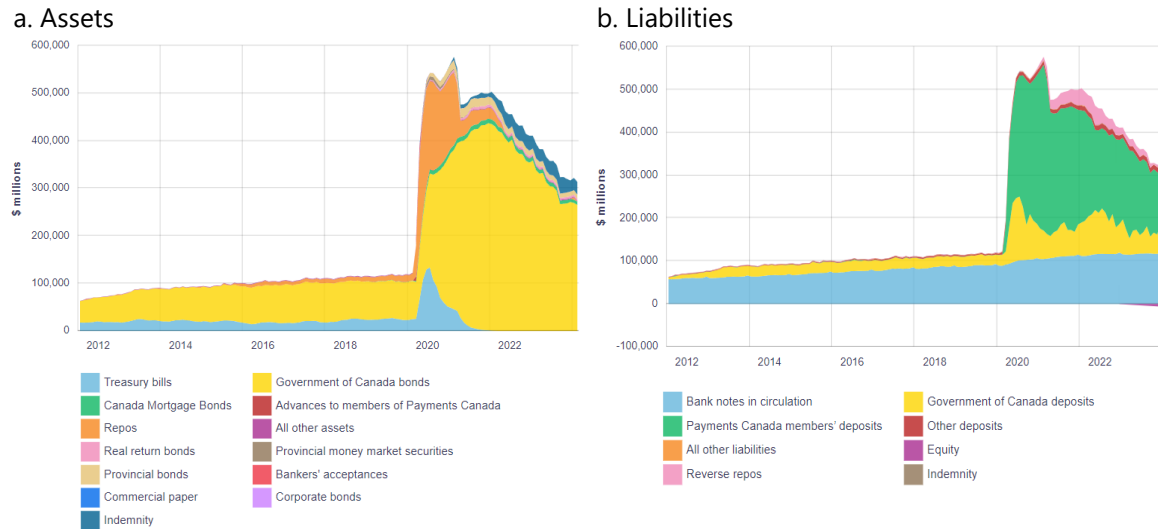 a. Assets
600,000
500,000
400,000
300,000
200,000
100,000
0
$ millions
2012 2014 2016 2018 2020 2022
Treasury bills
Government of Canada bonds
Canada Mortgage Bonds
Advances to members of Payments Canada
Repos
All other assets
Real return bonds
Provincial money market securities
Provincial bonds
Bankers' acceptances
Commercial paper
Corporate bonds
Indemnity
b. Liabilities
600,000
500,000
400,000
300,000
200,000
100,000
0
-100,000
$ millions
2012 2014 2016 2018 2020 2022
Bank notes in circulation
Government of Canada deposits
Payments Canada members' deposits
Other deposits
All other liabilities
Equity
Reverse repos
Indemnity